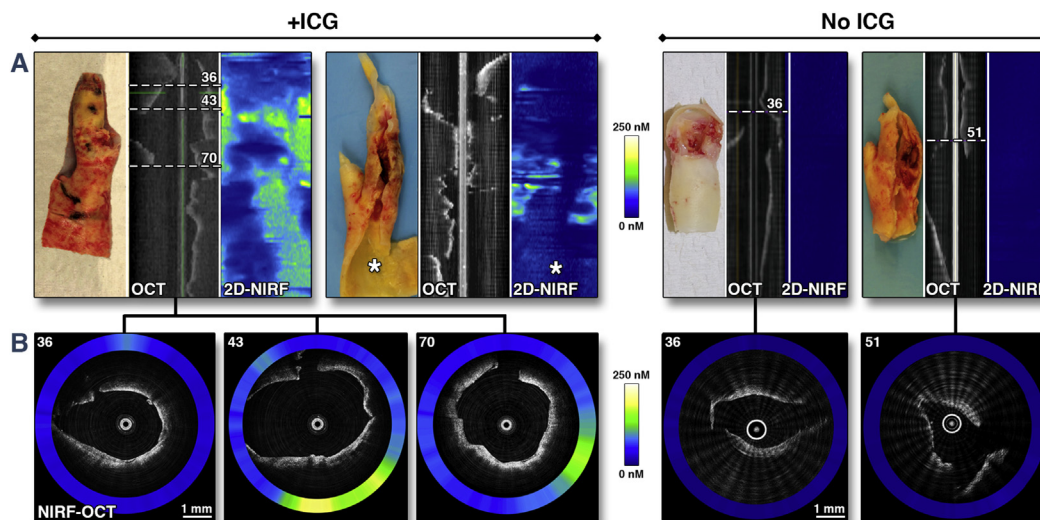 +ICG
No ICG
A
36
43
70
OCT
2D-NIRF
*
OCT
2D-NIRF
*
250 nM
0 nM
36
OCT
2D-NIRF
51
OCT
2D-NIRF
B
36
NIRF-OCT
1 mm
43
70
250 nM
0 nM
36
1 mm
51